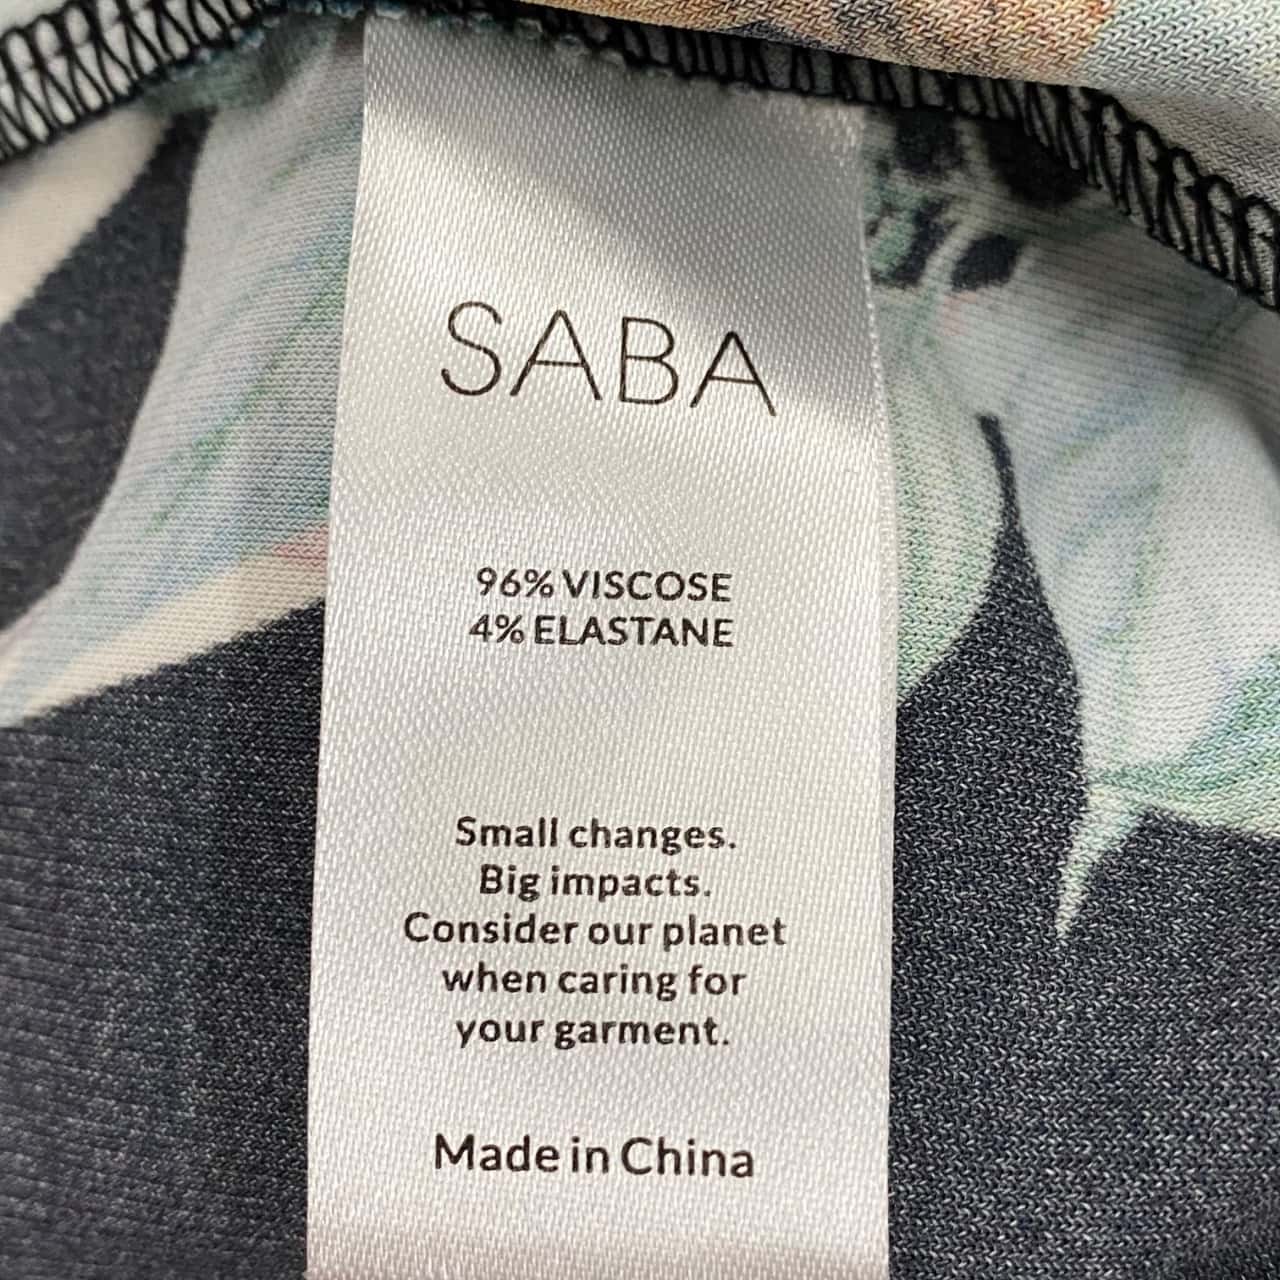 SABA
96% VISCOSE
4% ELASTANE
Small changes.
Big impacts.
Consider our planet
when caring for
your garment.
Made in China